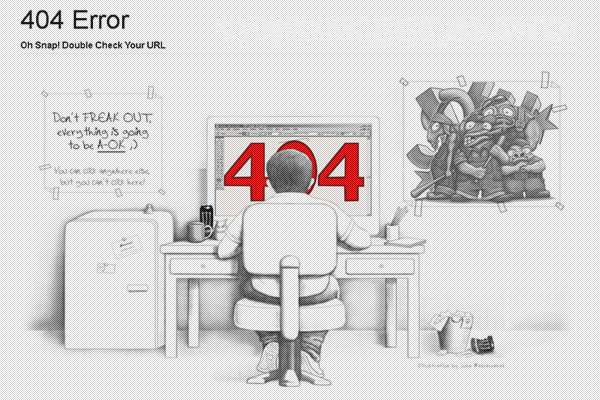 404 Error
Oh Snap! Double Check Your URL
Don't FREAK OUT,
everything is going
to be A-OK ;)
You can click anywhere else,
but you can't click here!
404
Illustration by